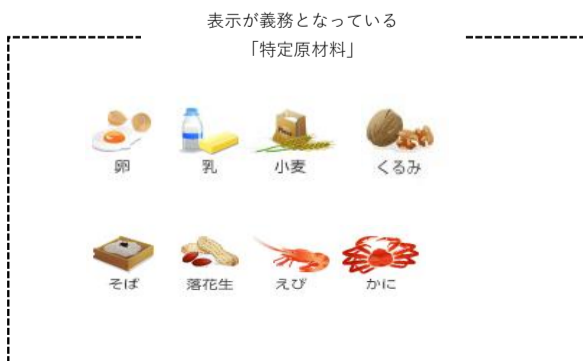 表示が義務となっている
「特定原材料」
卵
乳
小麦
くるみ
そば
落花生
えび
かに